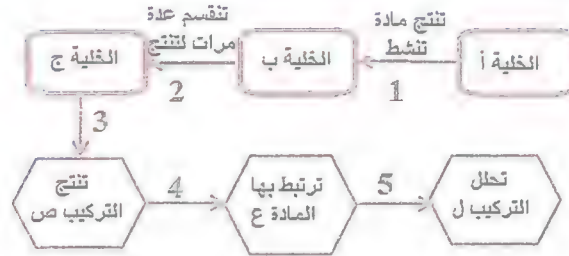 الخلية أ
تنتج مادة
تنشط
1
الخلية ب
تنقسم عدة
مرات لتنتج
2
الخلية ج
3
تنتج
التركيب ص
4
ترتبط بها
المادة ع
5
تحلل
التركيب ل